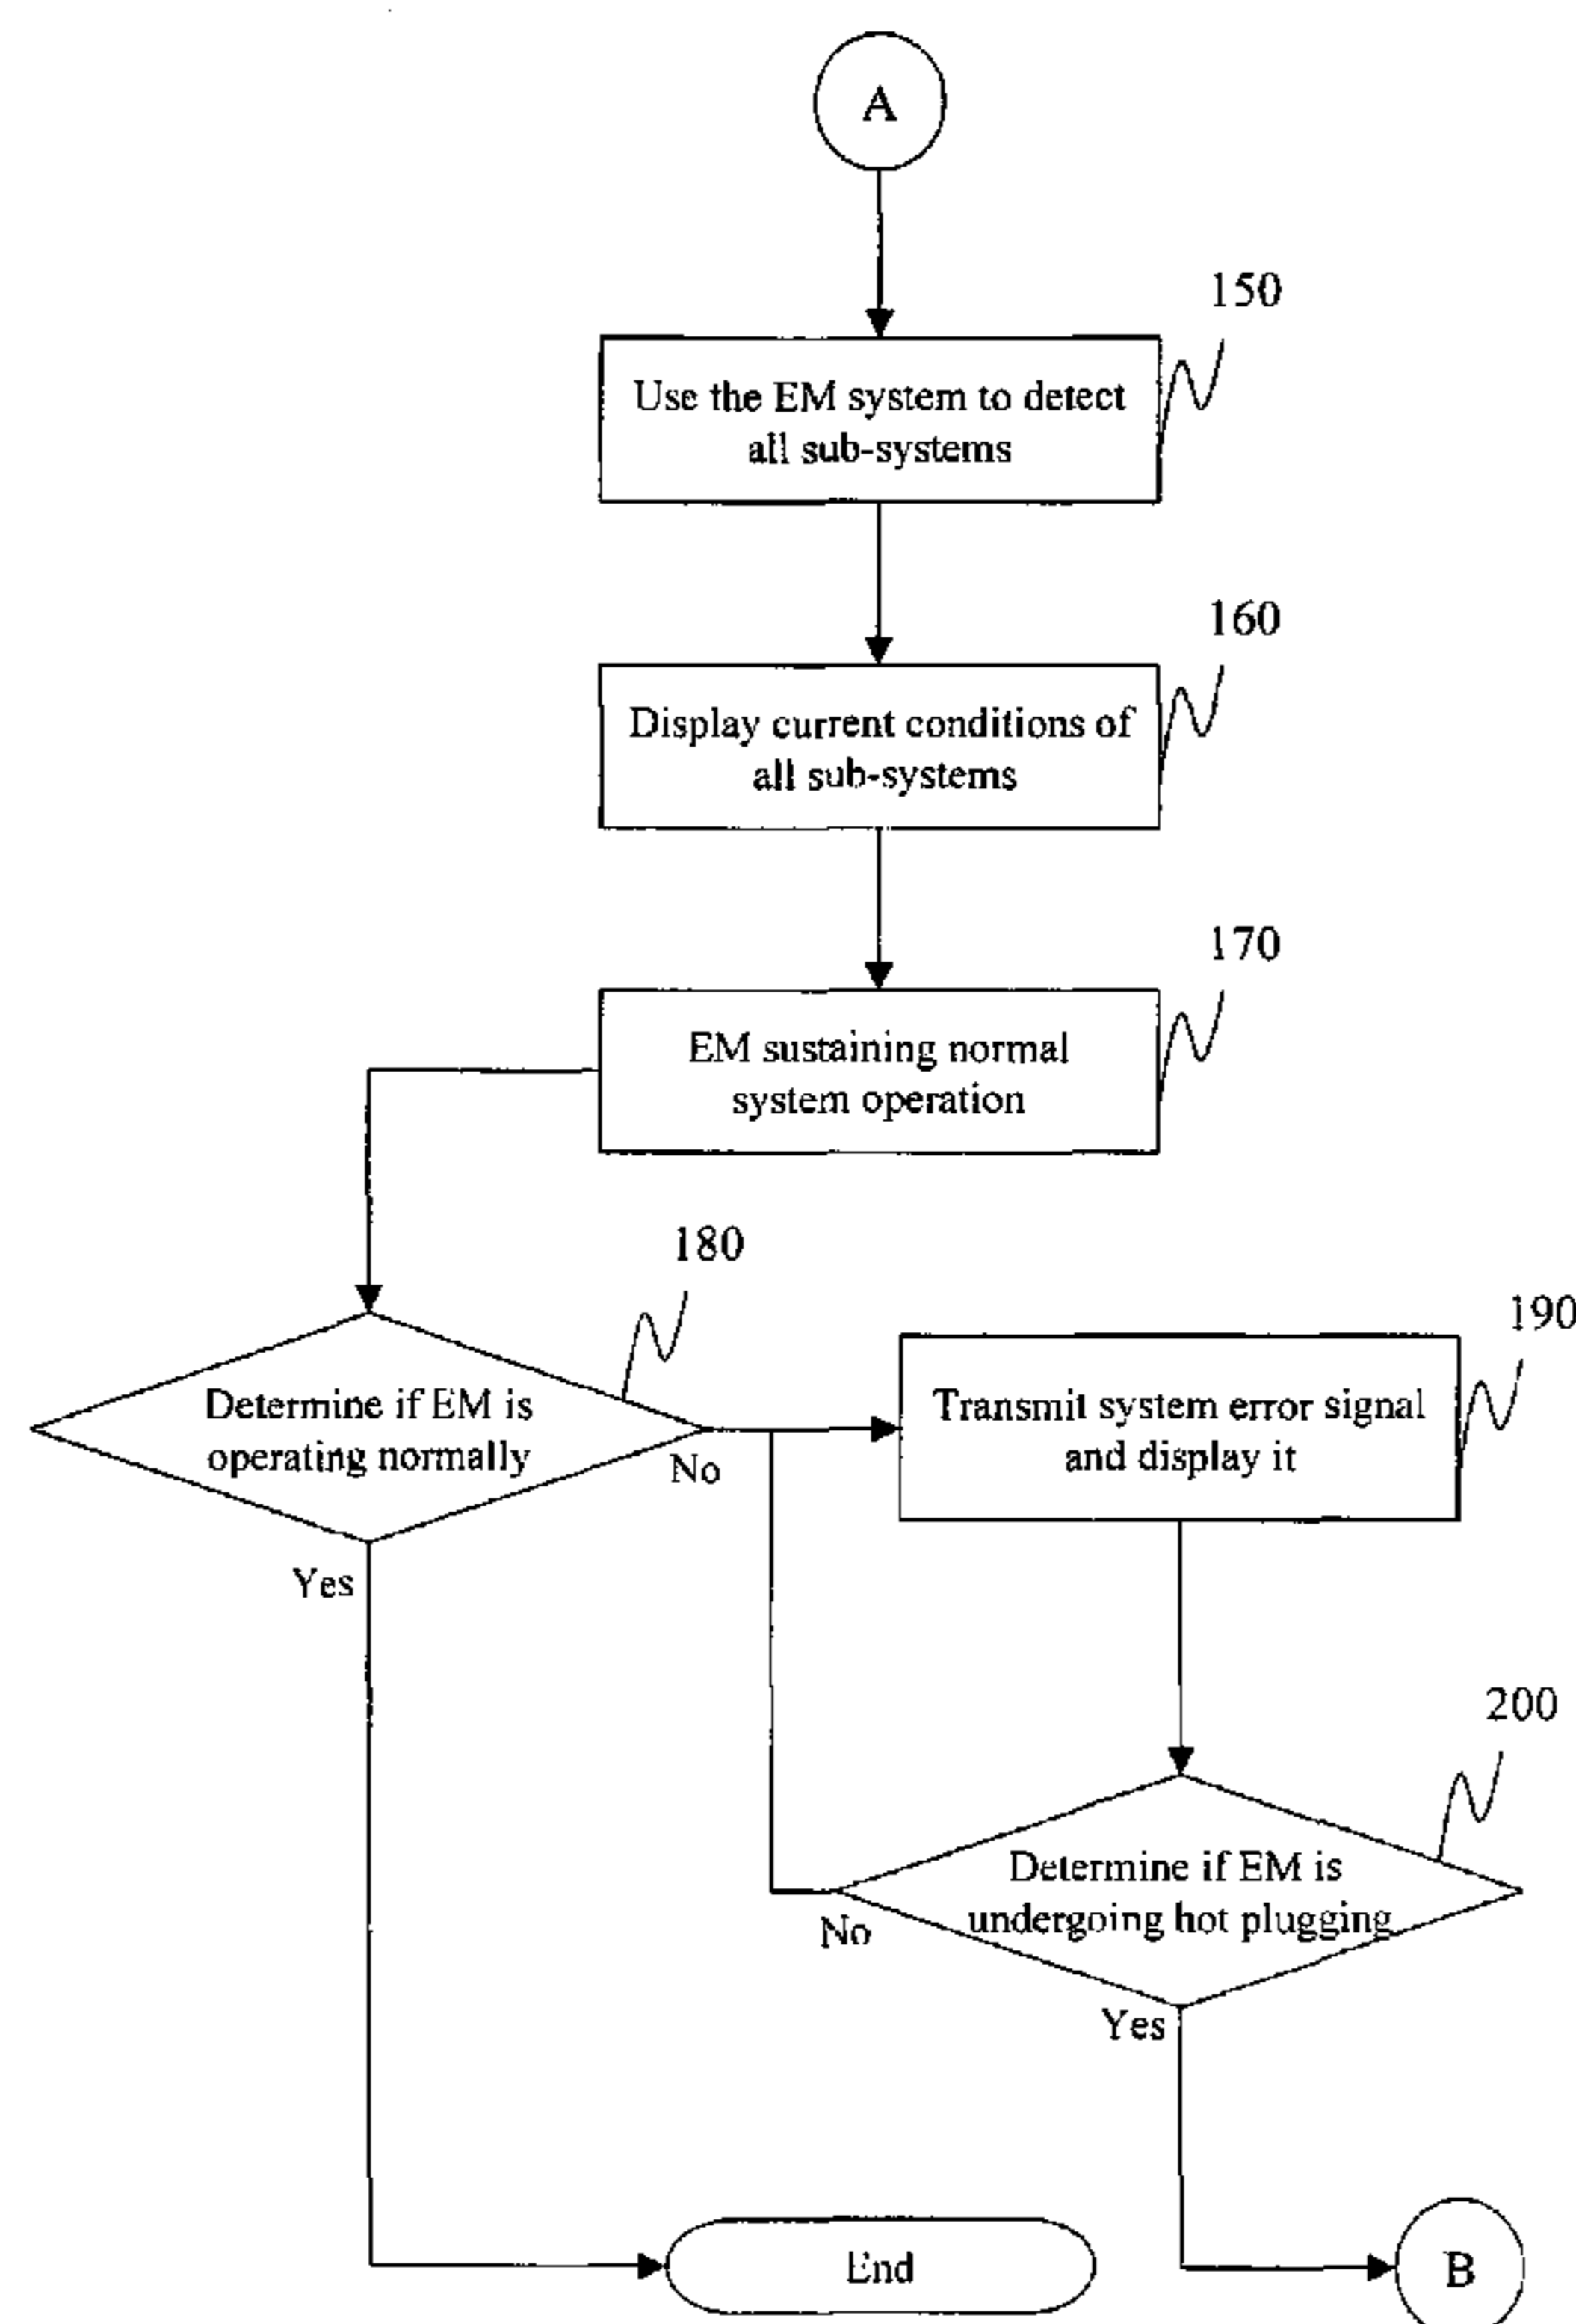 A
150
Use the EM system to detect
all sub-systems
160
Display current conditions of
all sub-systems
170
EM sustaining normal
system operation
180
Determine if EM is
operating normally
No
Yes
190
Transmit system error signal
and display it
200
Determine if EM is
undergoing hot plugging
No
Yes
End
B